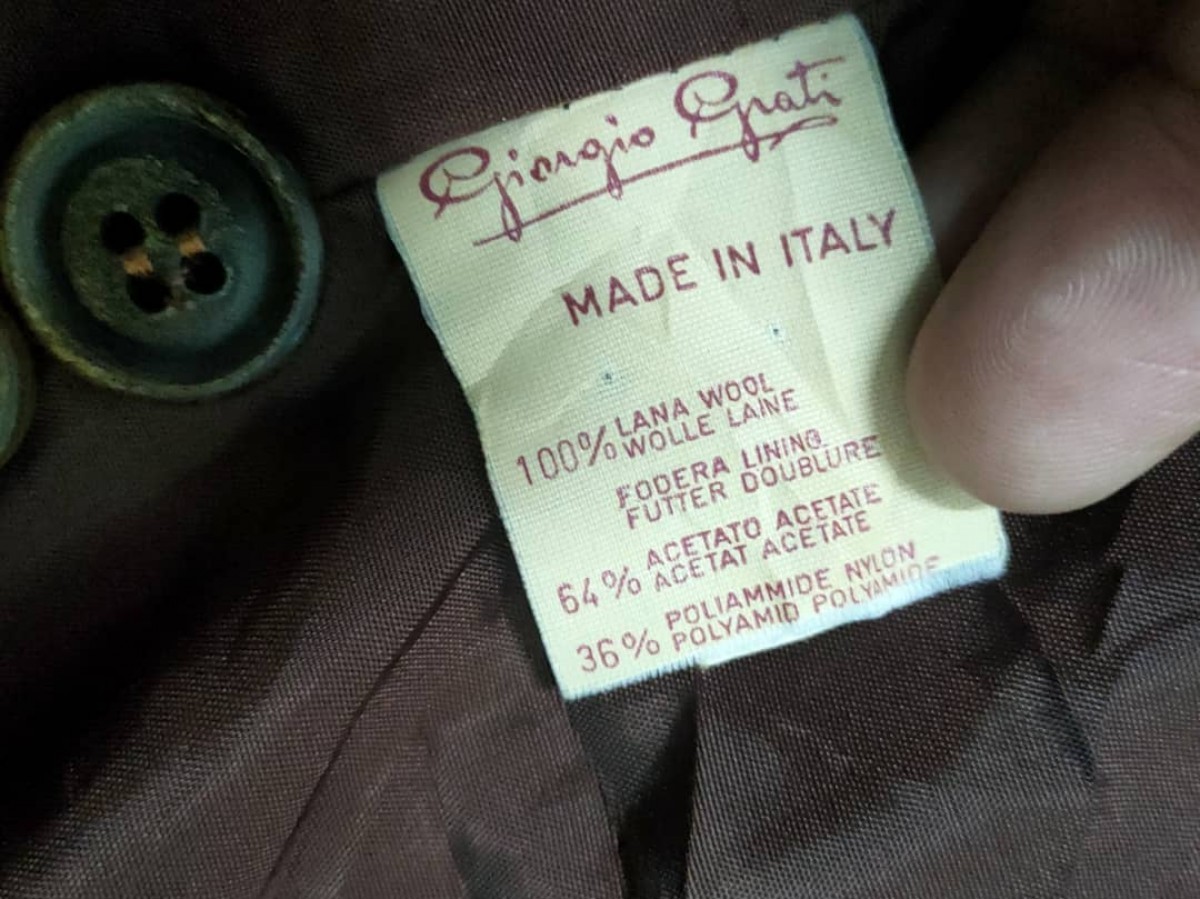 Giorgio Grati
MADE IN ITALY
100% LANA WOOL
WOLLE LAINE
FODERA LINING
FUTTER DOUBLURE
64% ACETATO ACETATE
ACETAT ACETATE
36% POLIAMMIDE NYLON
POLYAMID POLYAMIDE